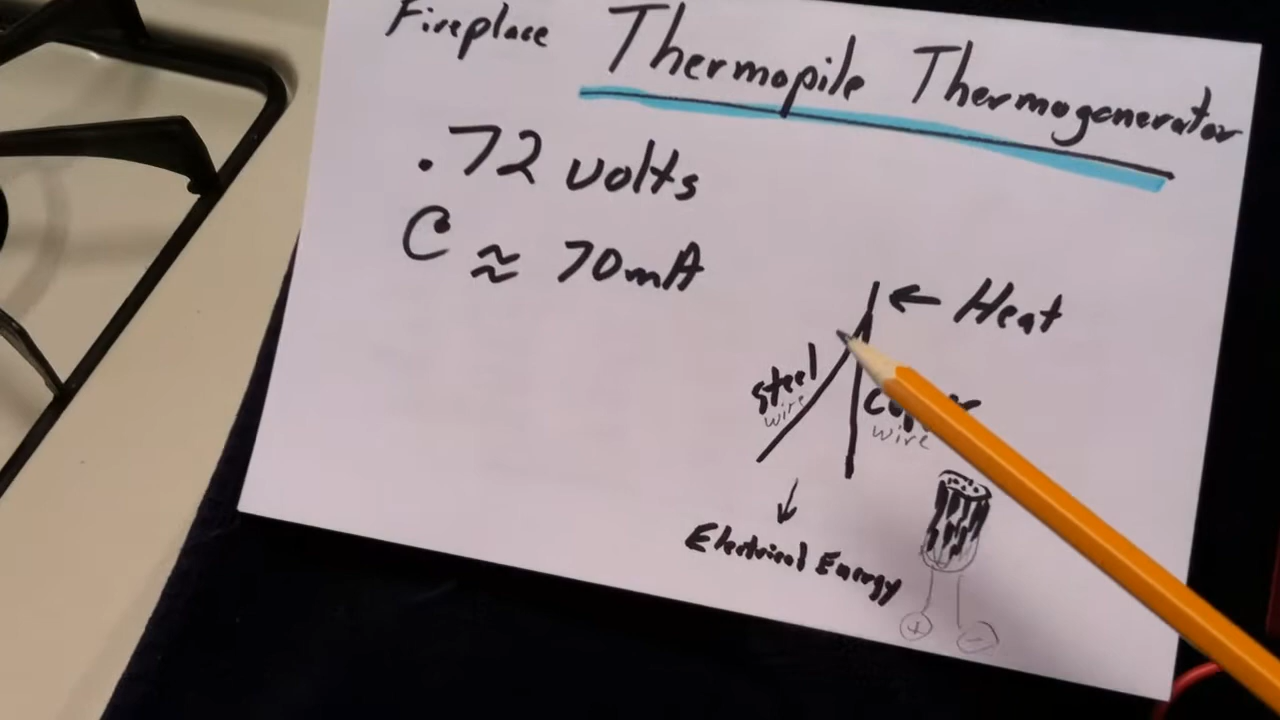 Fireplace Thermopile Thermogenerator
.72 volts
C ≈ 70mA
← Heat
steel
wire
wire
Electrical Energy
+ -